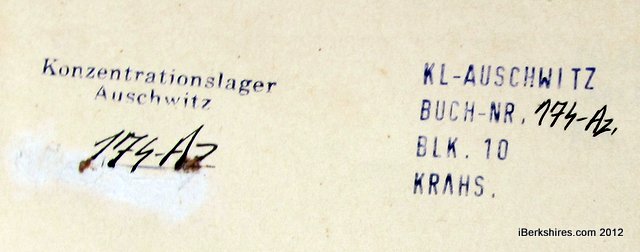 Konzentrationslager
Auschwitz
174-Az
KL-AUSCHWITZ
BUCH-NR. 174-Az.
BLK. 10
KRAHS.
iBerkshires.com 2012